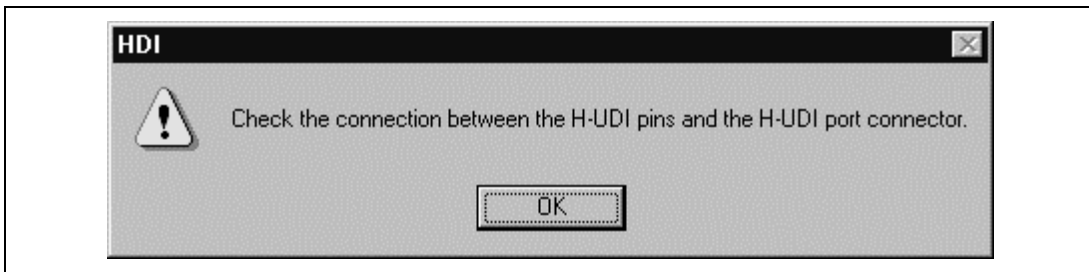 HDI
Check the connection between the H-UDI pins and the H-UDI port connector.
OK